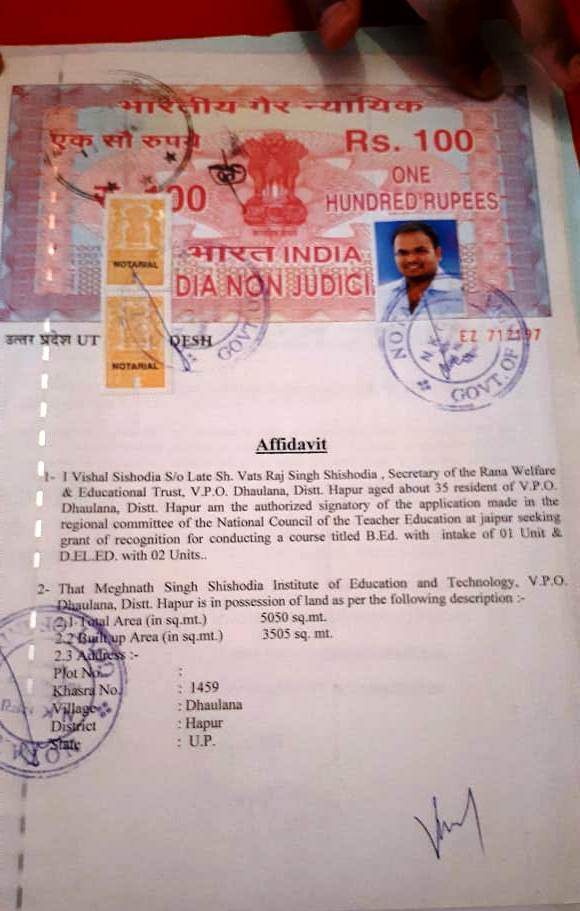 भारतीय गैर न्यायिक
एक सौ रुपये
Rs. 100
00
ONE
HUNDRED RUPEES
भारत INDIA
DIA NON JUDICI
NOTARIAL
NOTARIAL
उत्तर प्रदेश UT DESH
GOVT. O
NO
GOVT. OF
Affidavit
1- I Vishal Sishodia S/o Late Sh. Vats Raj Singh Shishodia , Secretary of the Rana Welfare
& Educational Trust, V.P.O. Dhaulana, Distt. Hapur aged about 35 resident of V.P.O.
Dhaulana, Distt. Hapur am the authorized signatory of the application made in the
regional committee of the National Council of the Teacher Education at jaipur seeking
grant of recognition for conducting a course titled B.Ed. with intake of 01 Unit &
D.EL.ED. with 02 Units..
2- That Meghnath Singh Shishodia Institute of Education and Technology, V.P.O.
Dhaulana, Distt. Hapur is in possession of land as per the following description :-
2.1 Total Area (in sq.mt.) 5050 sq.mt.
2.2 Built up Area (in sq.mt.) 3505 sq. mt.
2.3 Address :-
Plot No. :
Khasra No. : 1459
Village : Dhaulana
District : Hapur
State : U.P.